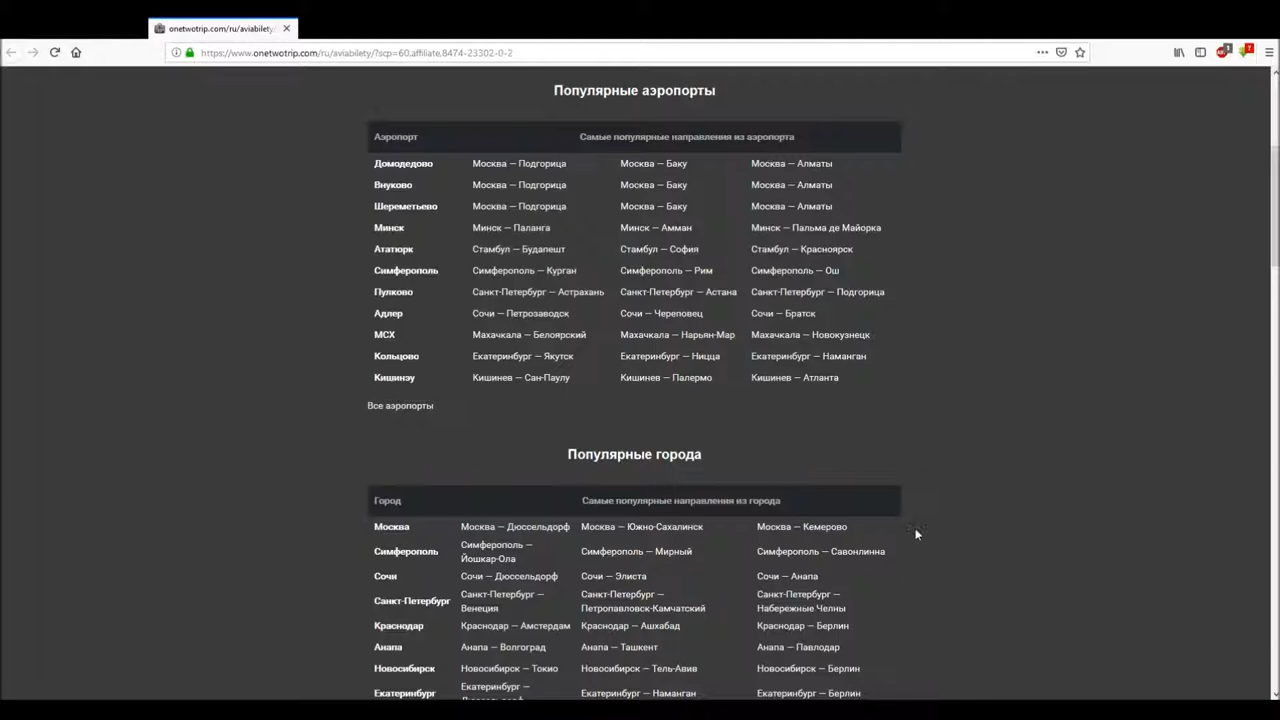 onetwotrip.com/ru/aviabilety/
https://www.onetwotrip.com/ru/aviabilety/?scp=60,affiliate,8474-23302-0-2
Популярные аэропорты
Аэропорт Самые популярные направления из аэропорта
Домодедово Москва — Подгорица Москва — Баку Москва — Алматы
Внуково Москва — Подгорица Москва — Баку Москва — Алматы
Шереметьево Москва — Подгорица Москва — Баку Москва — Алматы
Минск Минск — Паланга Минск — Амман Минск — Пальма де Майорка
Ататюрк Стамбул — Будапешт Стамбул — София Стамбул — Красноярск
Симферополь Симферополь — Курган Симферополь — Рим Симферополь — Ош
Пулково Санкт-Петербург — Астрахань Санкт-Петербург — Астана Санкт-Петербург — Подгорица
Адлер Сочи — Петрозаводск Сочи — Череповец Сочи — Братск
МСХ Махачкала — Белоярский Махачкала — Нарьян-Мар Махачкала — Новокузнецк
Кольцово Екатеринбург — Якутск Екатеринбург — Ницца Екатеринбург — Наманган
Кишинэу Кишинев — Сан-Паулу Кишинев — Палермо Кишинев — Атланта
Все аэропорты
Популярные города
Город Самые популярные направления из города
Москва Москва — Дюссельдорф Москва — Южно-Сахалинск Москва — Кемерово
Симферополь Симферополь — Йошкар-Ола Симферополь — Мирный Симферополь — Савонлинна
Сочи Сочи — Дюссельдорф Сочи — Элиста Сочи — Анапа
Санкт-Петербург Санкт-Петербург — Венеция Санкт-Петербург — Петропавловск-Камчатский Санкт-Петербург — Набережные Челны
Краснодар Краснодар — Амстердам Краснодар — Ашхабад Краснодар — Берлин
Анапа Анапа — Волгоград Анапа — Ташкент Анапа — Павлодар
Новосибирск Новосибирск — Токио Новосибирск — Тель-Авив Новосибирск — Берлин
Екатеринбург Екатеринбург — Екатеринбург — Наманган Екатеринбург — Берлин